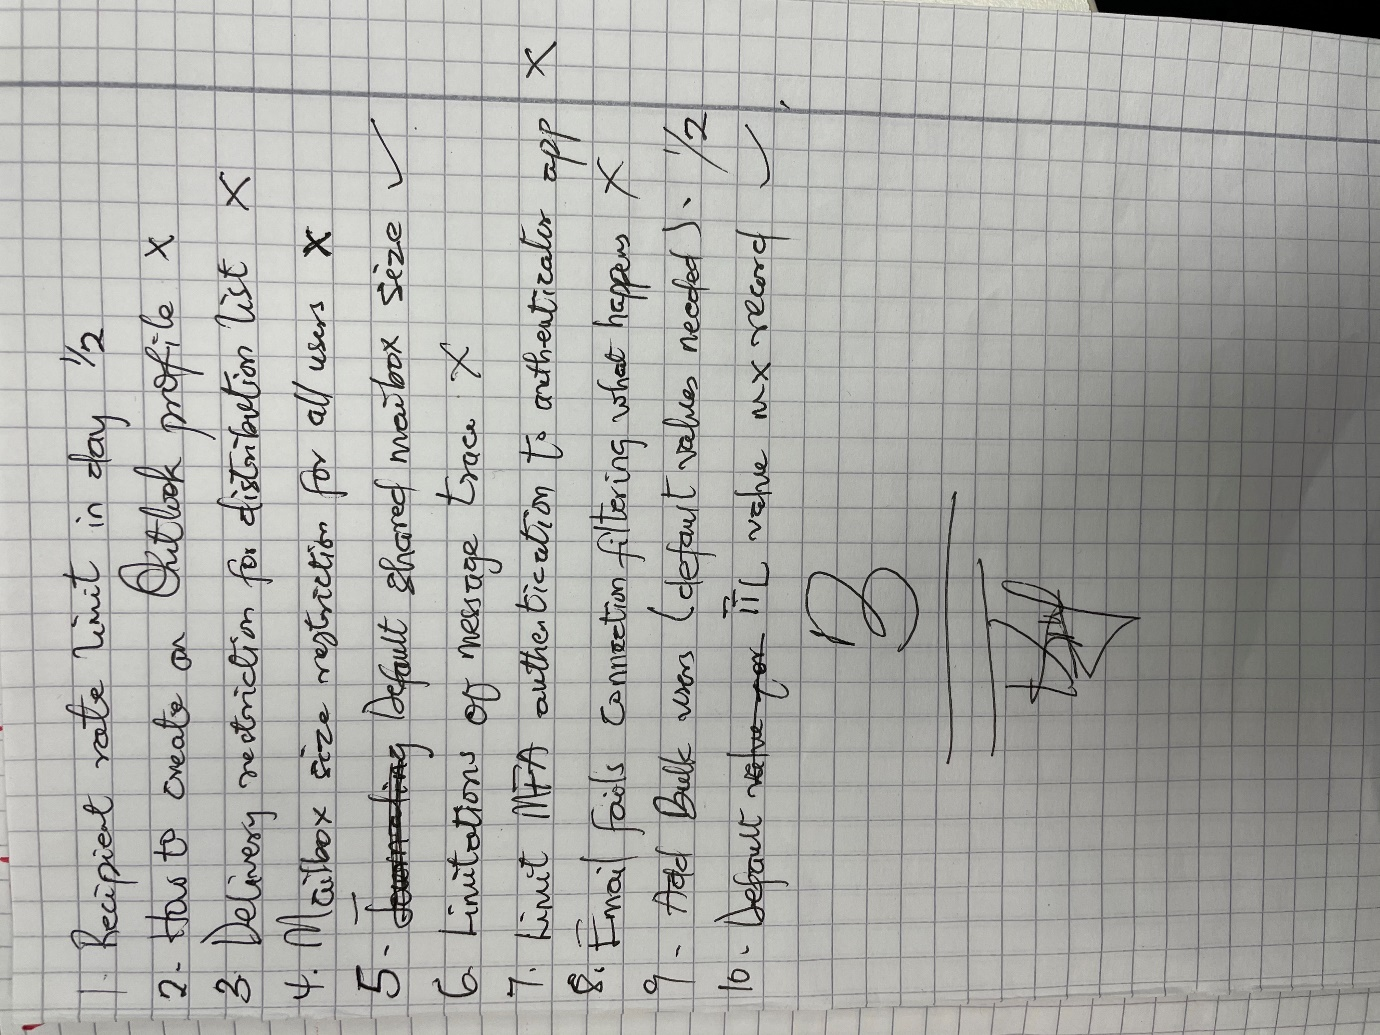 1. Recipient rate limit in day 1/2
2. How to create an Outlook profile X
3. Delivery restriction for distribution list X
4. Mailbox size restriction for all users X
5. Default shared mailbox size ✓
6. Limitations of message trace X
7. Limit MFA authentication to authenticator app X
8. Email fails connection filtering what happens X
9. Add Bulk users (default values needed). 1/2
10. Default value for TTL value mx record ✓
3